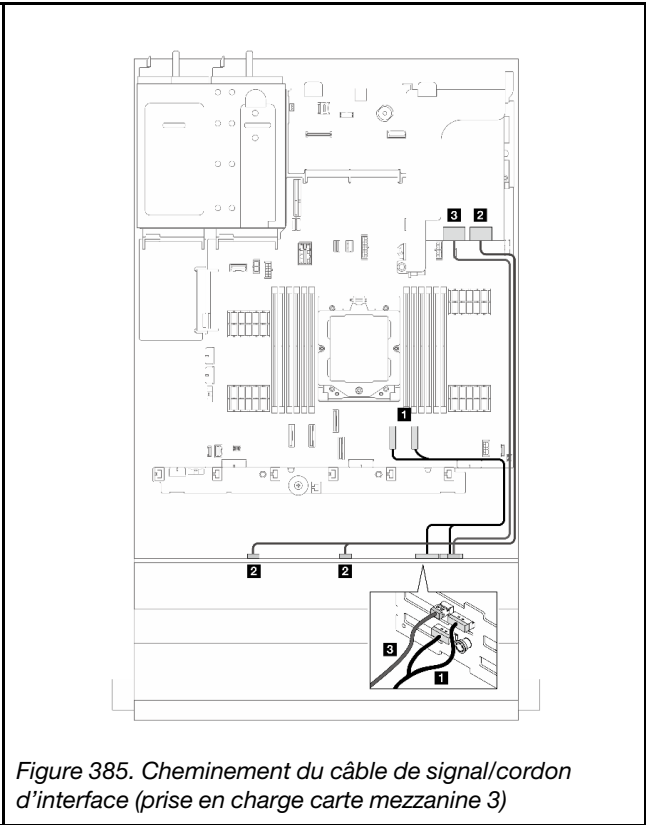 3 2
1
2 2
3
1
Figure 385. Cheminement du câble de signal/cordon
d'interface (prise en charge carte mezzanine 3)